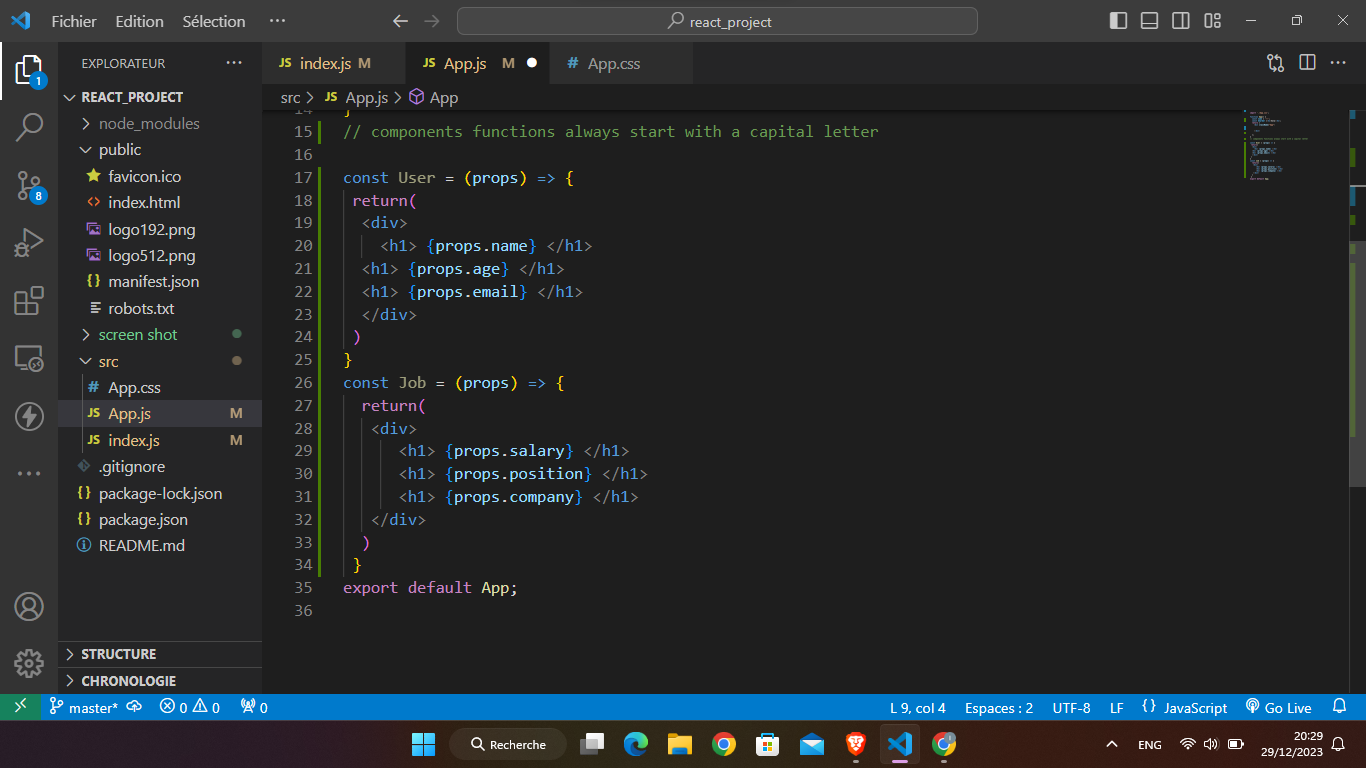 Fichier Edition Sélection ··· react_project
EXPLORATEUR ···
index.js M App.js M App.css
REACT_PROJECT
src > JS App.js > App
node_modules
public
favicon.ico
index.html
logo192.png
logo512.png
manifest.json
robots.txt
screen shot
src
App.css
JS App.js M
JS index.js M
.gitignore
package-lock.json
package.json
README.md
STRUCTURE
CHRONOLOGIE
14 }
15 // components functions always start with a capital letter
16
17 const User = (props) => {
18 return(
19 <div>
20 <h1> {props.name} </h1>
21 <h1> {props.age} </h1>
22 <h1> {props.email} </h1>
23 </div>
24 )
25 }
26 const Job = (props) => {
27 return(
28 <div>
29 <h1> {props.salary} </h1>
30 <h1> {props.position} </h1>
31 <h1> {props.company} </h1>
32 </div>
33 )
34 }
35 export default App;
36
1
8
master* 0 0 0 L 9, col 4 Espaces : 2 UTF-8 LF {} JavaScript Go Live
Recherche ENG 20:29
29/12/2023